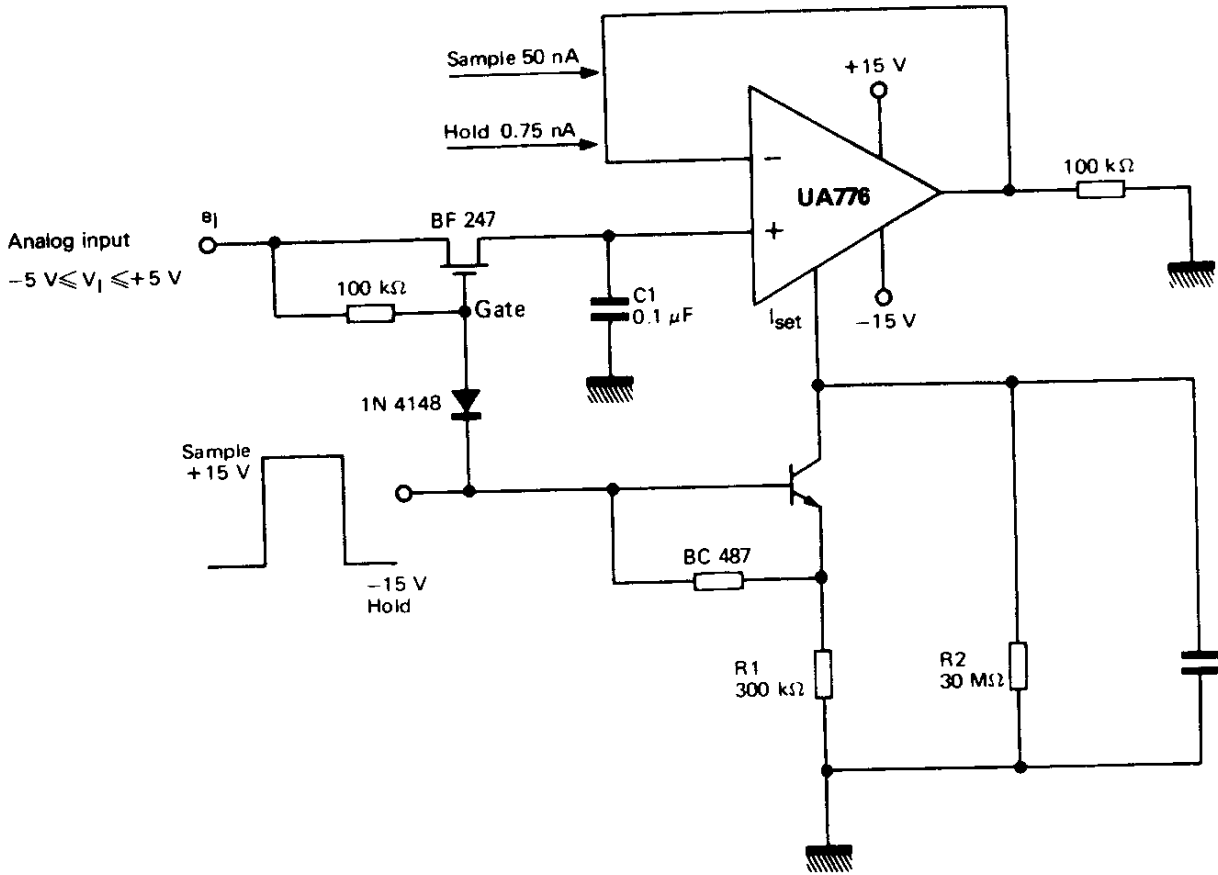 Sample 50 nA
+15 V
Hold 0.75 nA
−
UA776
100 kΩ
eI
BF 247
+
Analog input
−5 V ≤ VI ≤ +5 V
100 kΩ
Gate
C1
0.1 μF
Iset
−15 V
1N 4148
Sample
+15 V
−15 V
Hold
BC 487
R1
300 kΩ
R2
30 MΩ